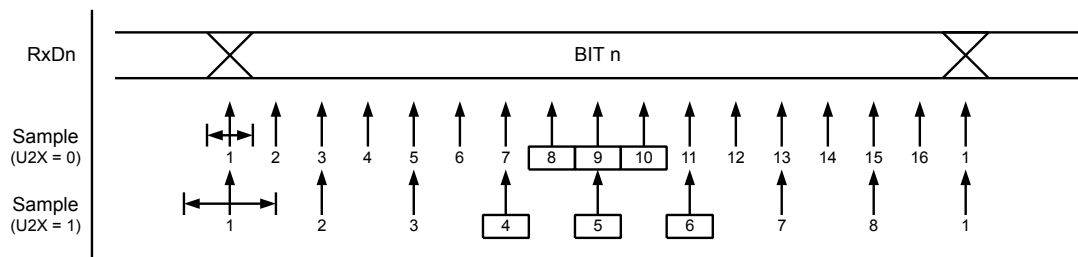 RxDn BIT n
Sample
(U2X = 0) 1 2 3 4 5 6 7 8 9 10 11 12 13 14 15 16 1
Sample
(U2X = 1) 1 2 3 4 5 6 7 8 1